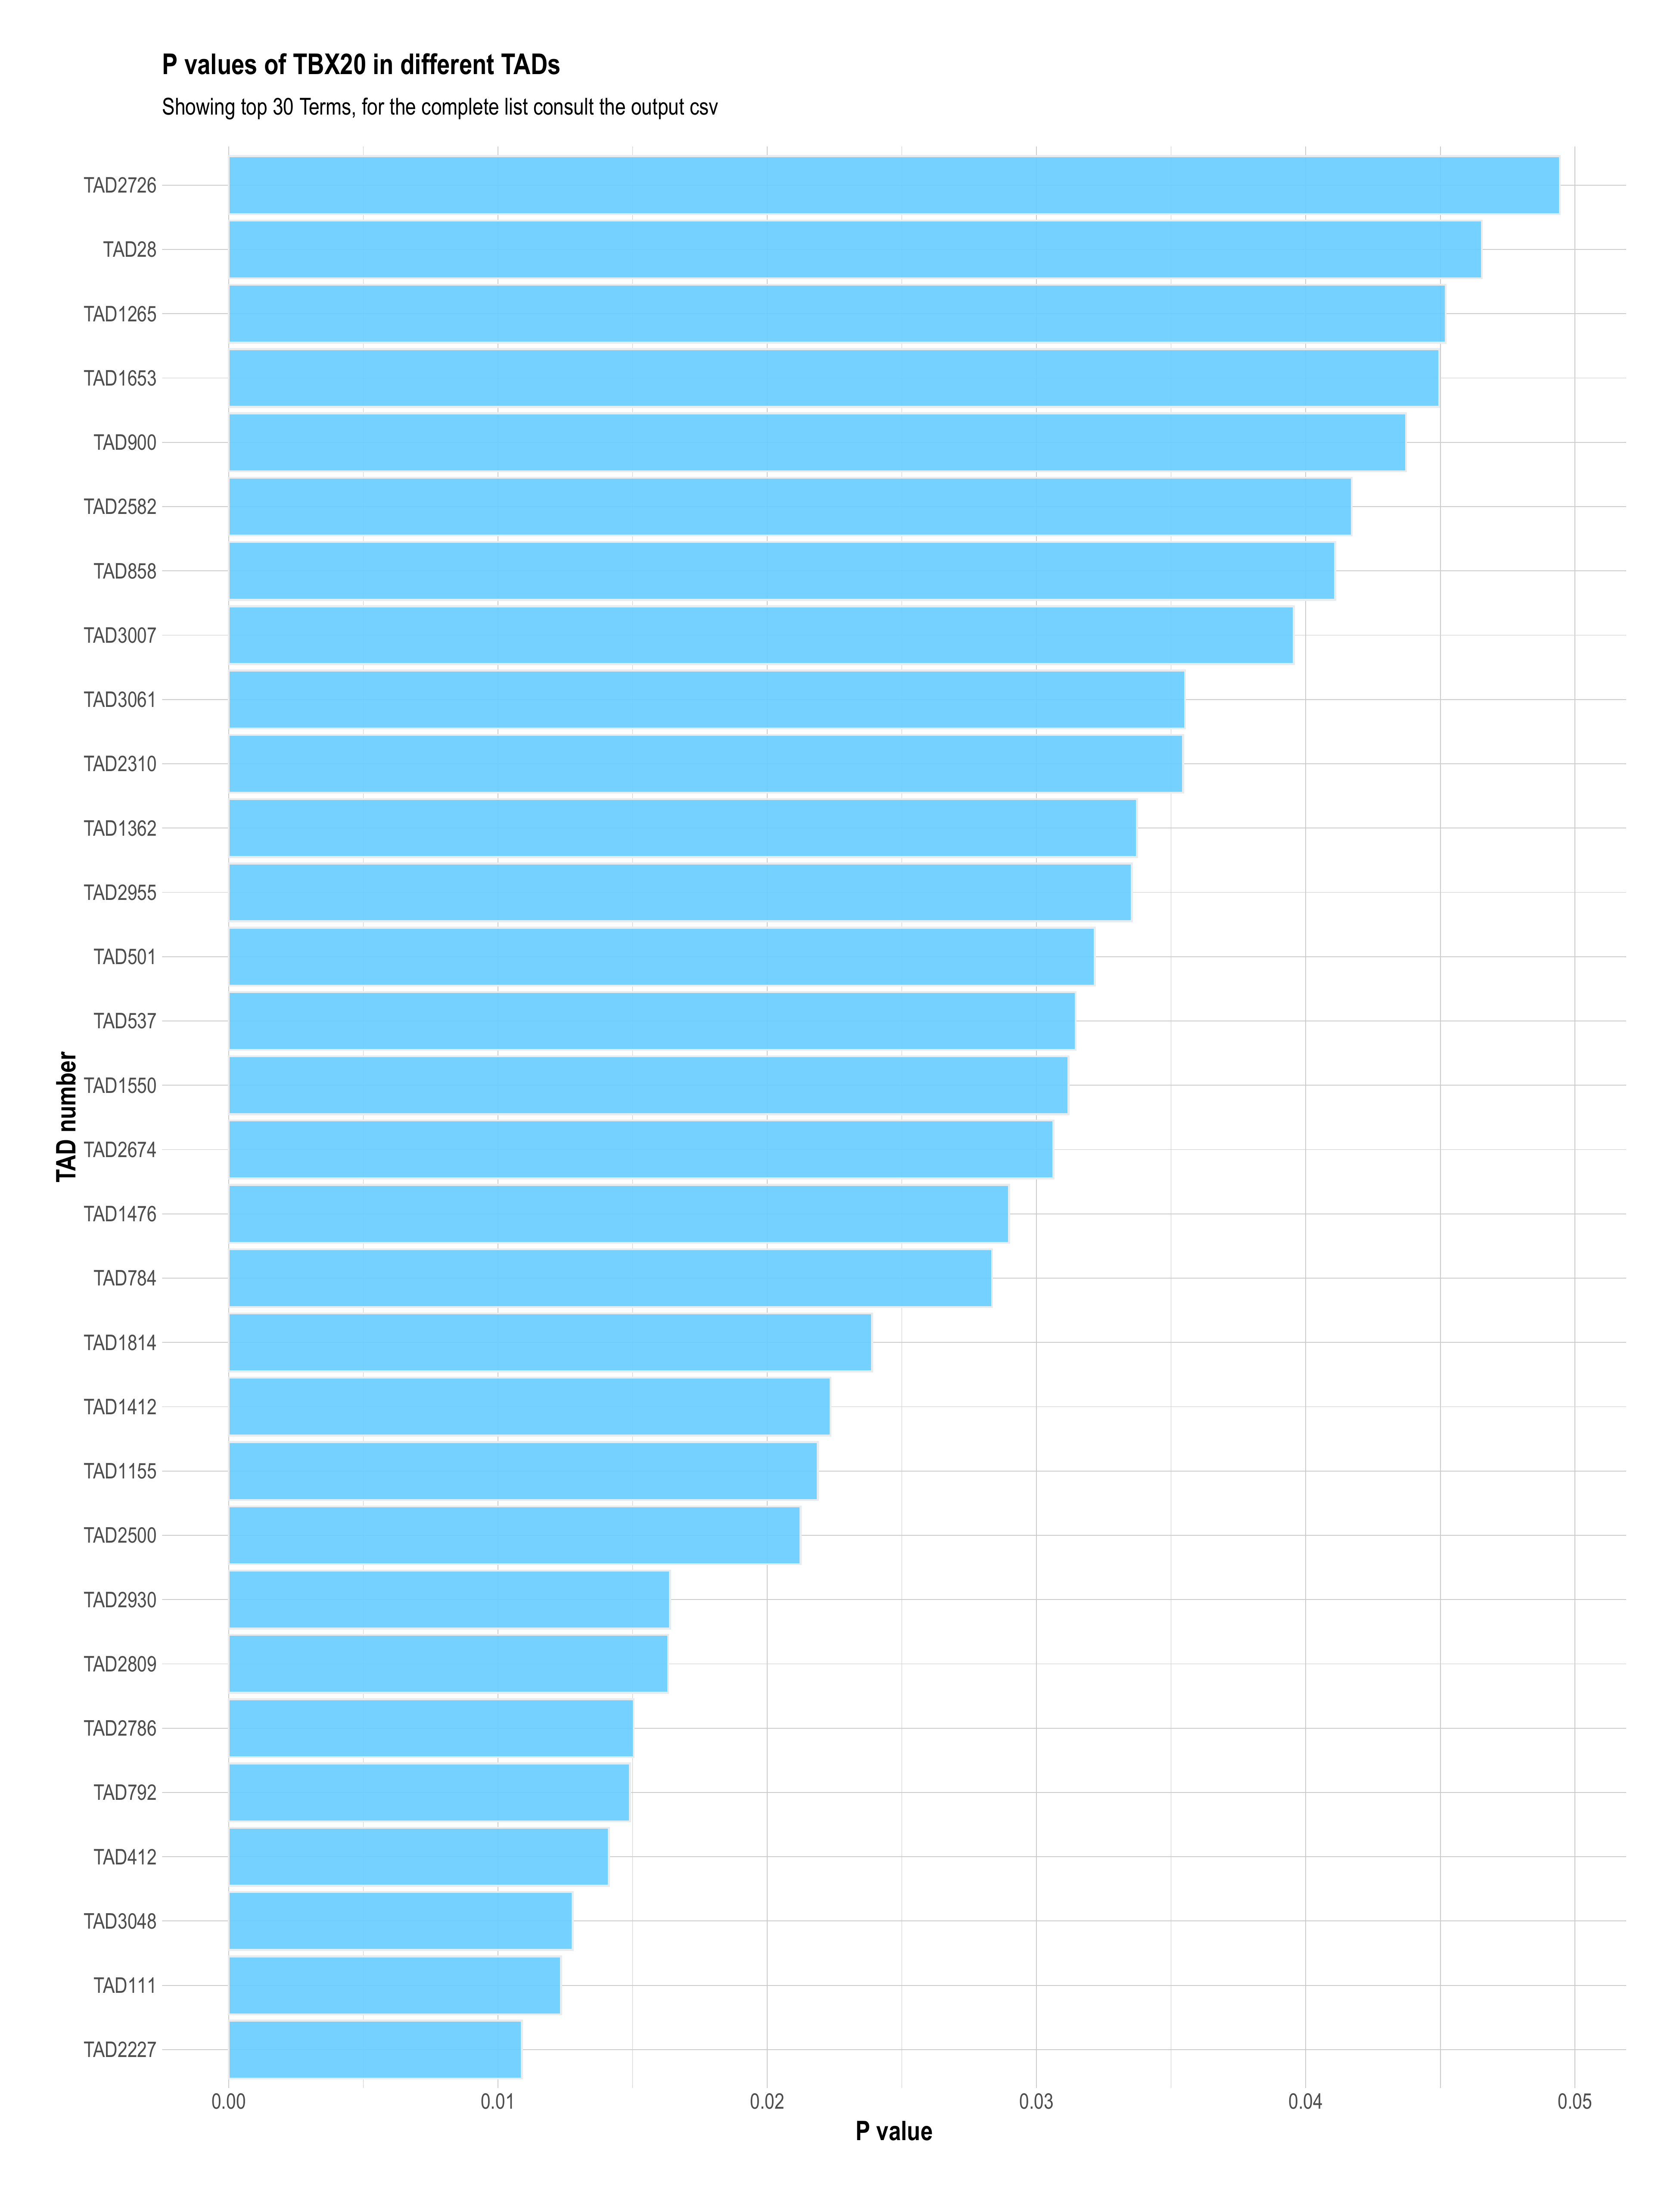 P values of TBX20 in different TADs
Showing top 30 Terms, for the complete list consult the output csv
TAD number
TAD2726
TAD28
TAD1265
TAD1653
TAD900
TAD2582
TAD858
TAD3007
TAD3061
TAD2310
TAD1362
TAD2955
TAD501
TAD537
TAD1550
TAD2674
TAD1476
TAD784
TAD1814
TAD1412
TAD1155
TAD2500
TAD2930
TAD2809
TAD2786
TAD792
TAD412
TAD3048
TAD111
TAD2227
0.00 0.01 0.02 0.03 0.04 0.05
P value